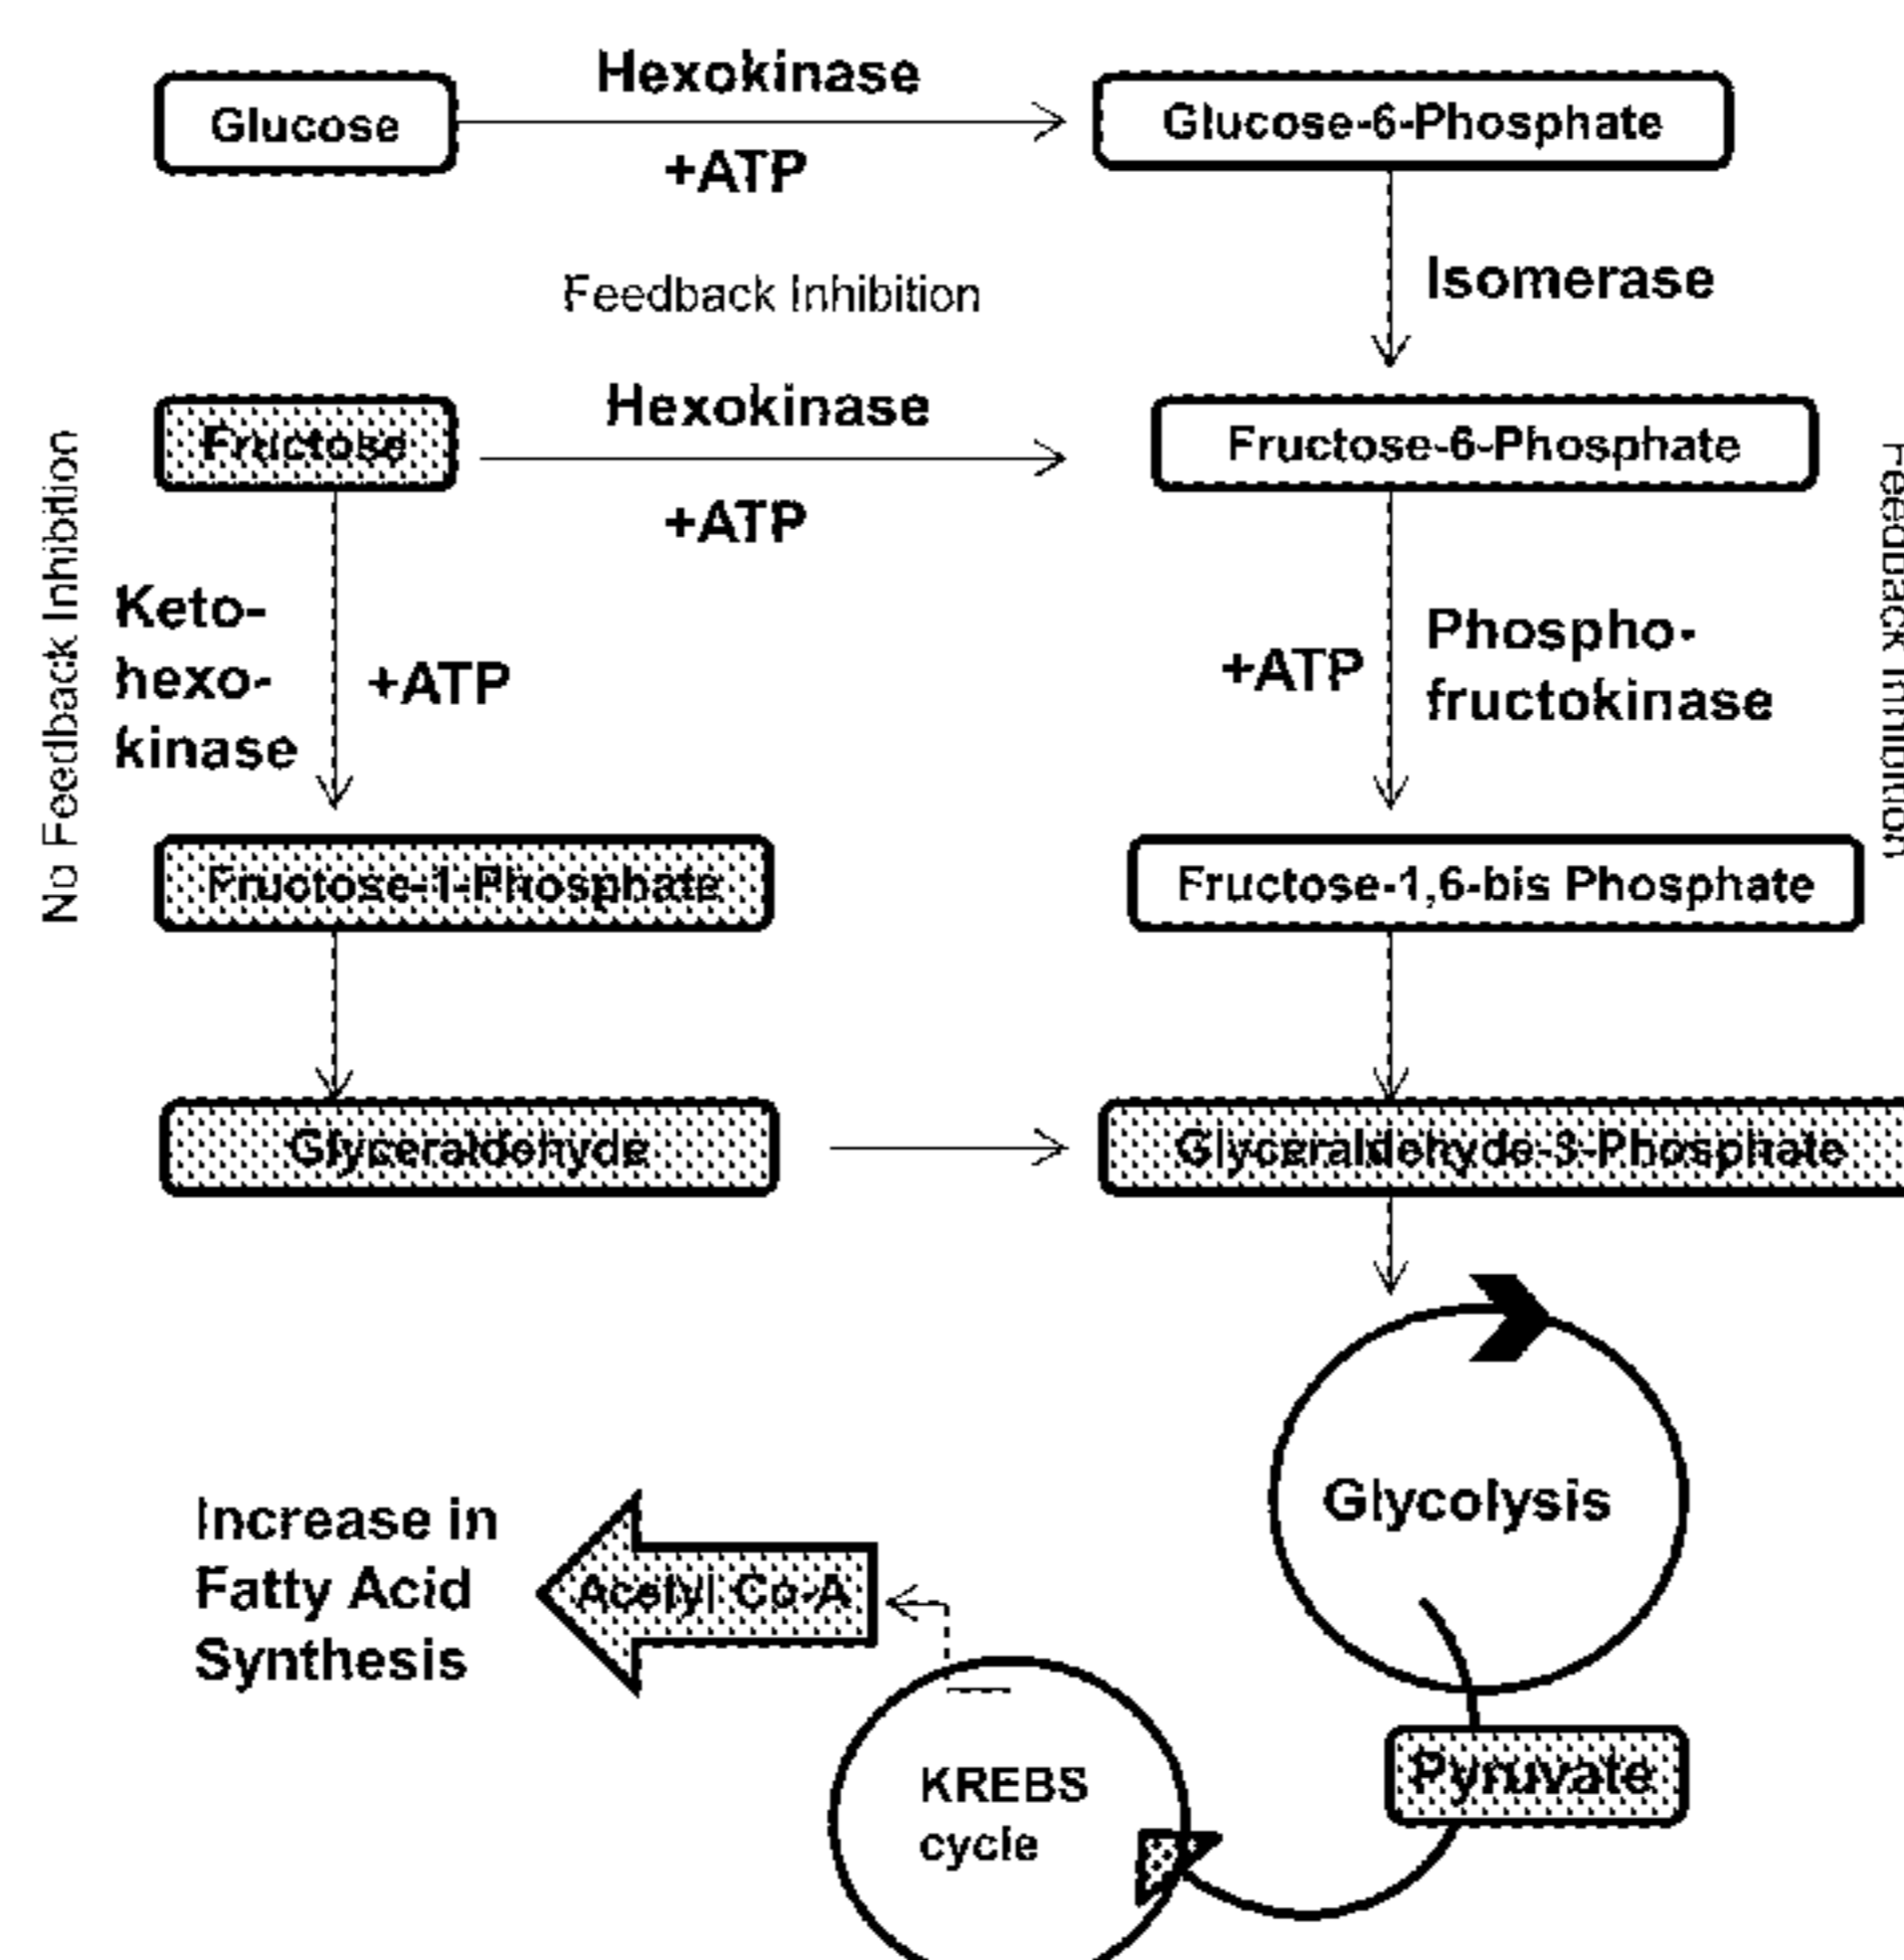 Hexokinase
Glucose
Glucose-6-Phosphate
+ATP
Isomerase
Feedback Inhibition
Hexokinase
Fructose
Fructose-6-Phosphate
+ATP
No Feedback Inhibition
Feedback Inhibition
Keto-
hexo-
kinase
+ATP
+ATP
Phospho-
fructokinase
Fructose-1-Phosphate
Fructose-1,6-bis Phosphate
Glyceraldehyde
Glyceraldehyde-3-Phosphate
Glycolysis
Increase in
Fatty Acid
Synthesis
Acetyl Co-A
Pyruvate
KREBS
cycle